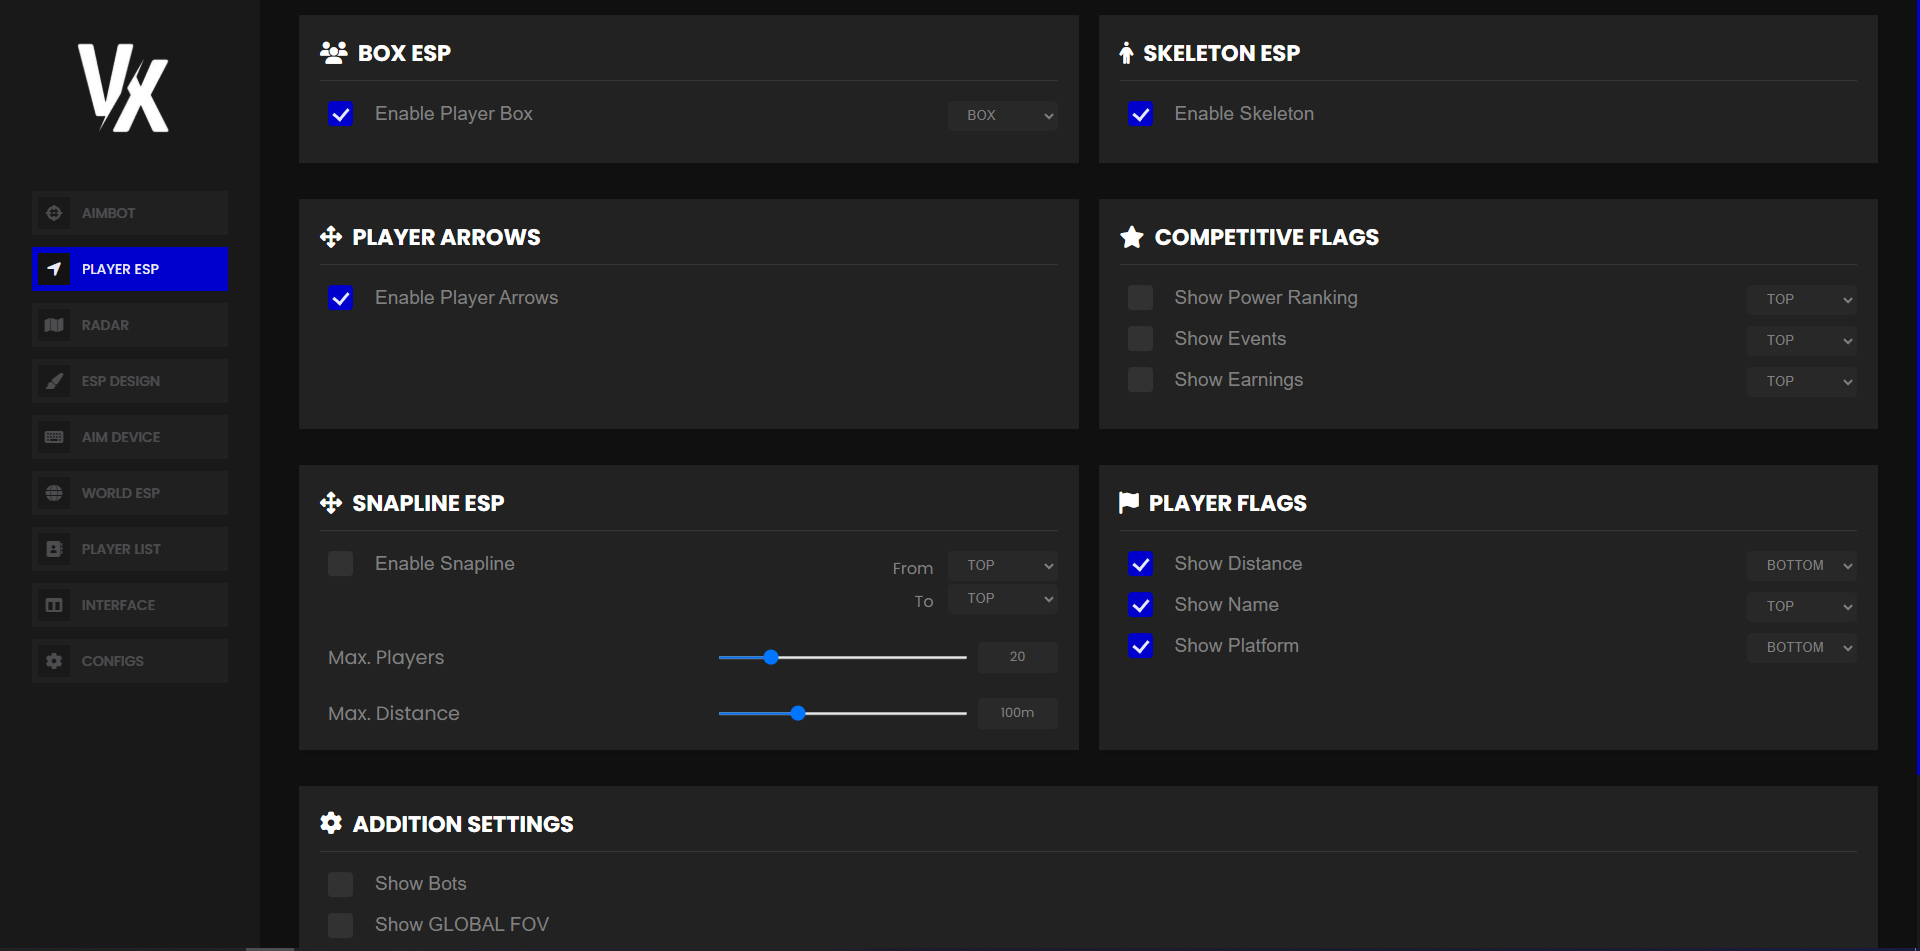 VX
AIMBOT
PLAYER ESP
RADAR
ESP DESIGN
AIM DEVICE
WORLD ESP
PLAYER LIST
INTERFACE
CONFIGS
BOX ESP
Enable Player Box
BOX
SKELETON ESP
Enable Skeleton
PLAYER ARROWS
Enable Player Arrows
COMPETITIVE FLAGS
Show Power Ranking
TOP
Show Events
TOP
Show Earnings
TOP
SNAPLINE ESP
Enable Snapline
From
TOP
To
TOP
Max. Players
20
Max. Distance
100m
PLAYER FLAGS
Show Distance
BOTTOM
Show Name
TOP
Show Platform
BOTTOM
ADDITION SETTINGS
Show Bots
Show GLOBAL FOV